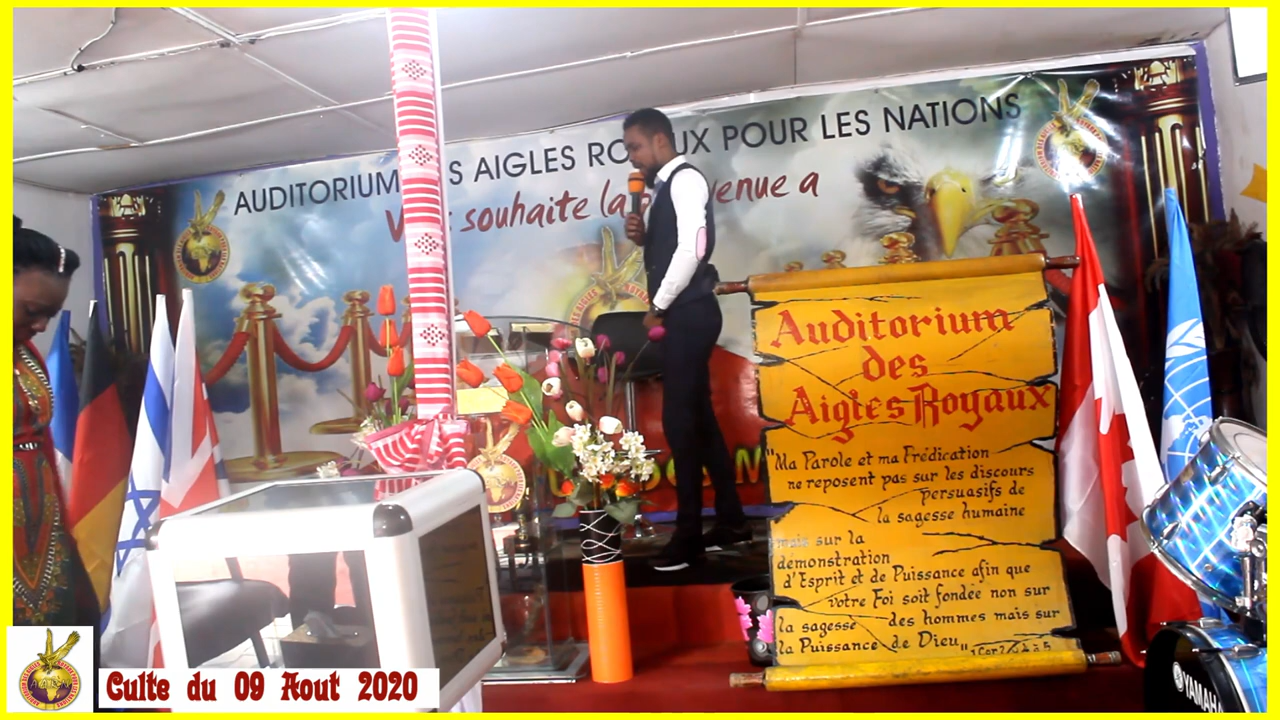 AUDITORIUM S AIGLES RO UX POUR LES NATIONS
souhaite la venue a
Auditorium
des
Aigles Royaux
"Ma Parole et ma Prédication
ne reposent pas sur les discours
persuasifs de
la sagesse humaine
mais sur la
démonstration
d'Esprit et de Puissance afin que
votre Foi soit fondée non sur
la sagesse des hommes mais sur
la Puissance de Dieu"
YAMAHA
Culte du 09 Aout 2020